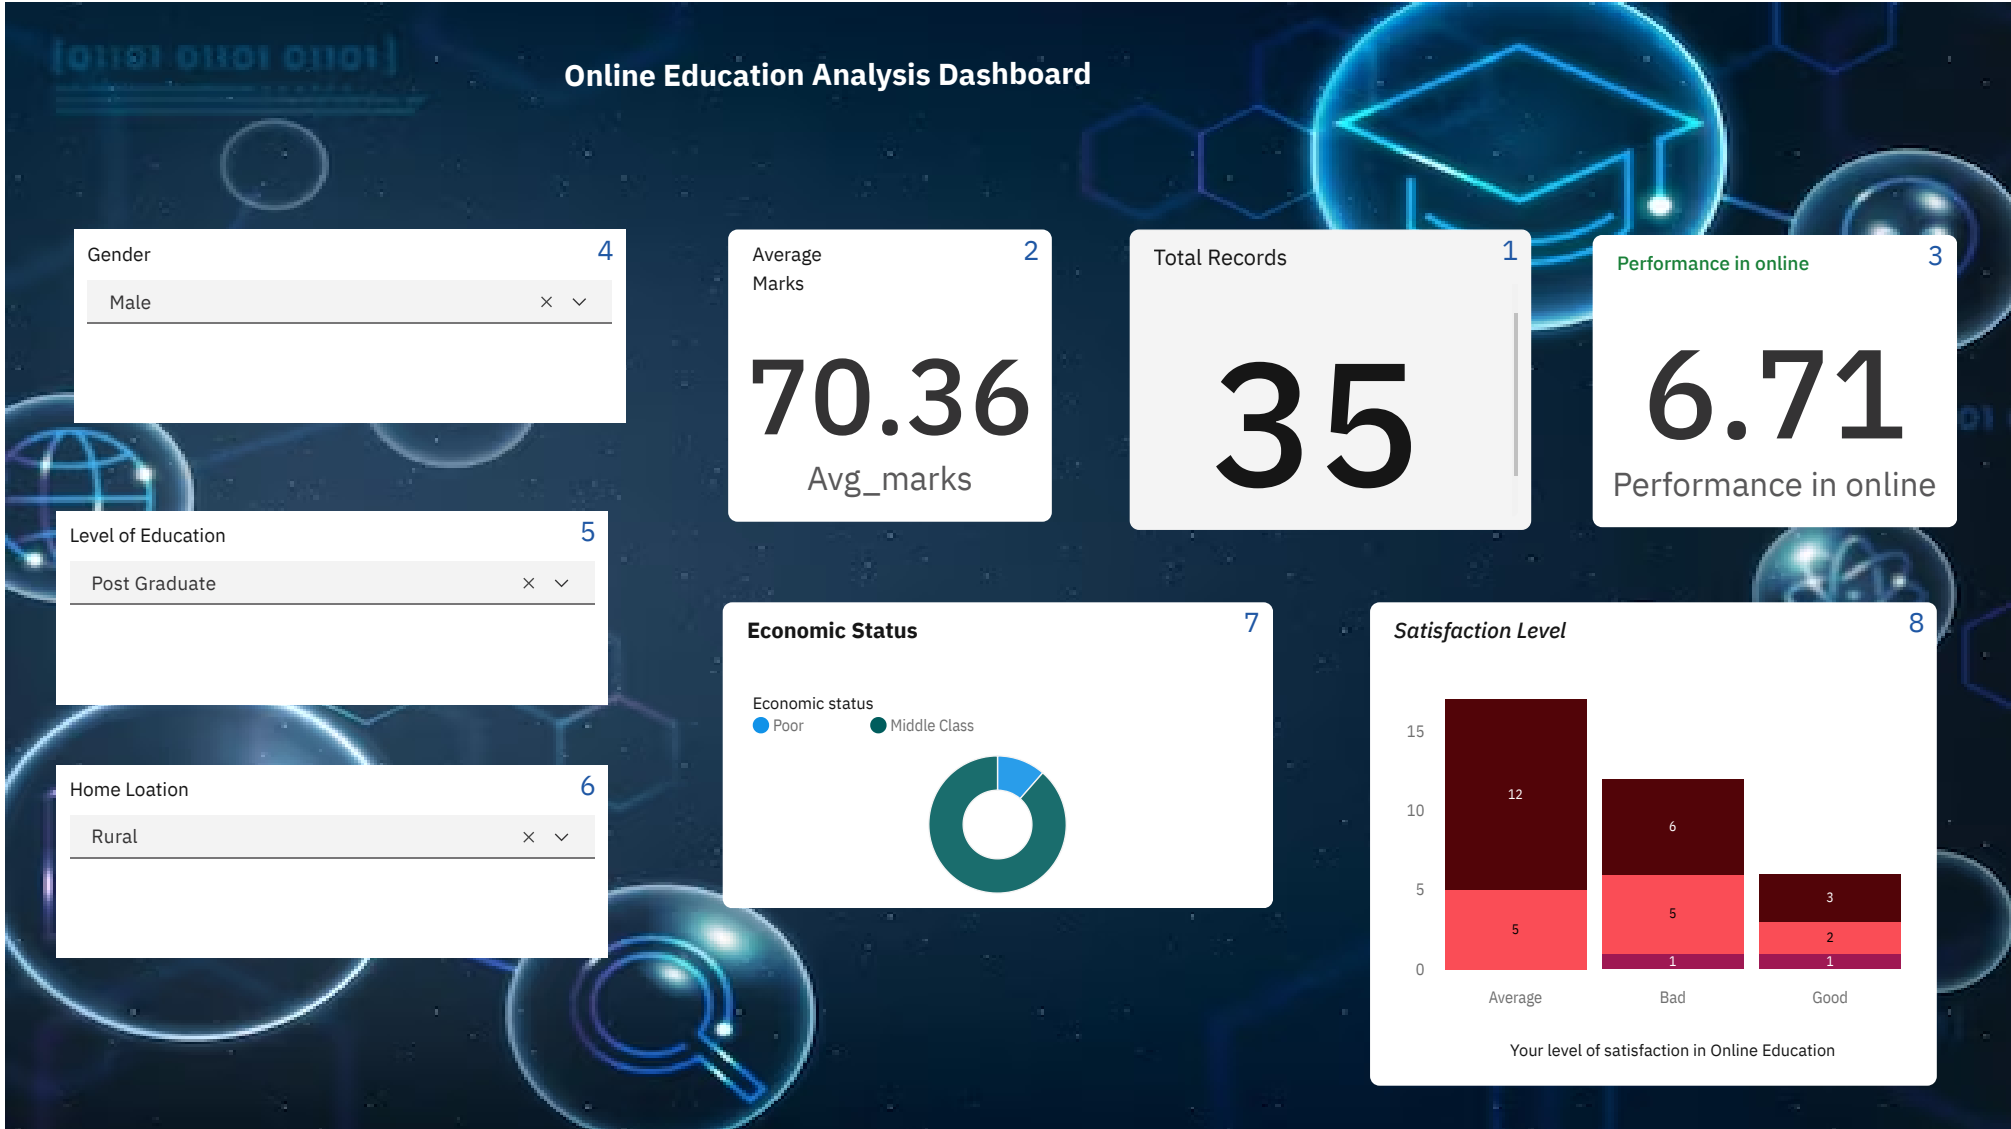 [01101 01101 01101]
Online Education Analysis Dashboard
Gender
4
Male
Average
Marks
2
70.36
Avg_marks
Total Records
1
35
Performance in online
3
6.71
Performance in online
Level of Education
5
Post Graduate
Home Loation
6
Rural
Economic Status
7
Economic status
Poor
Middle Class
Satisfaction Level
8
15
10
5
0
12
5
6
5
1
3
2
1
Average
Bad
Good
Your level of satisfaction in Online Education